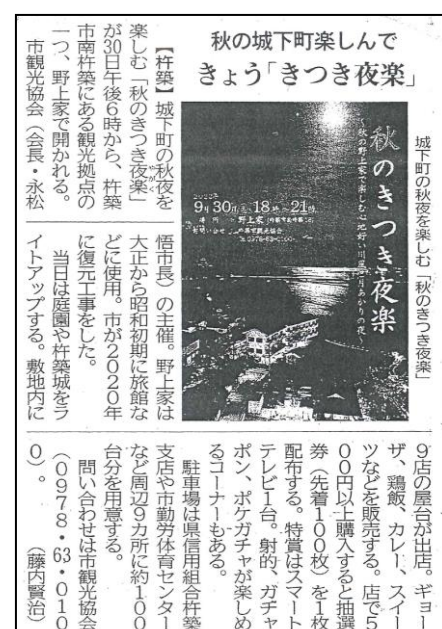 秋の城下町楽しんで
きょう「きつき夜楽」
城下町の秋夜を楽しむ「秋のきつき夜楽」
秋のきつき夜楽
9月30日 18時〜21時
野上家
【杵築】城下町の秋夜を
楽しむ「秋のきつき夜楽」
が30日午後6時から、杵築
市南杵築にある観光拠点の
一つ、野上家で開かれる。
市観光協会(会長・永松
悟市長)の主催。野上家は
大正から昭和初期に旅館な
どに使用。市が2020年
に復元工事をした。
当日は庭園や杵築城をラ
イトアップする。敷地内に
9店の屋台が出店。ギョー
ザ、鶏飯、カレー、スイー
ツなどを販売する。店で5
00円以上購入すると抽選
券(先着100枚)を1枚
配布する。特賞はスマート
テレビ1台。射的、ガチャ
ポン、ポケガチャが楽しめ
るコーナーもある。
駐車場は県信用組合杵築
支店や市勤労体育センター
など周辺9カ所に約100
台分を用意する。
問い合わせは市観光協会
(0978・63・010
0)。 (藤内賢治)